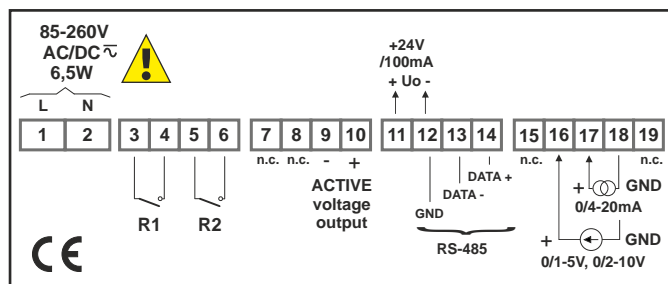 85-260V
AC/DC
6,5W
L N
+24V
/100mA
+ Uo -
1 2 3 4 5 6 7 8 9 10 11 12 13 14 15 16 17 18 19
n.c. n.c. - +
n.c. n.c.
R1 R2
ACTIVE
voltage
output
GND
DATA -
DATA +
RS-485
+ GND
0/4-20mA
+ GND
0/1-5V, 0/2-10V
CE